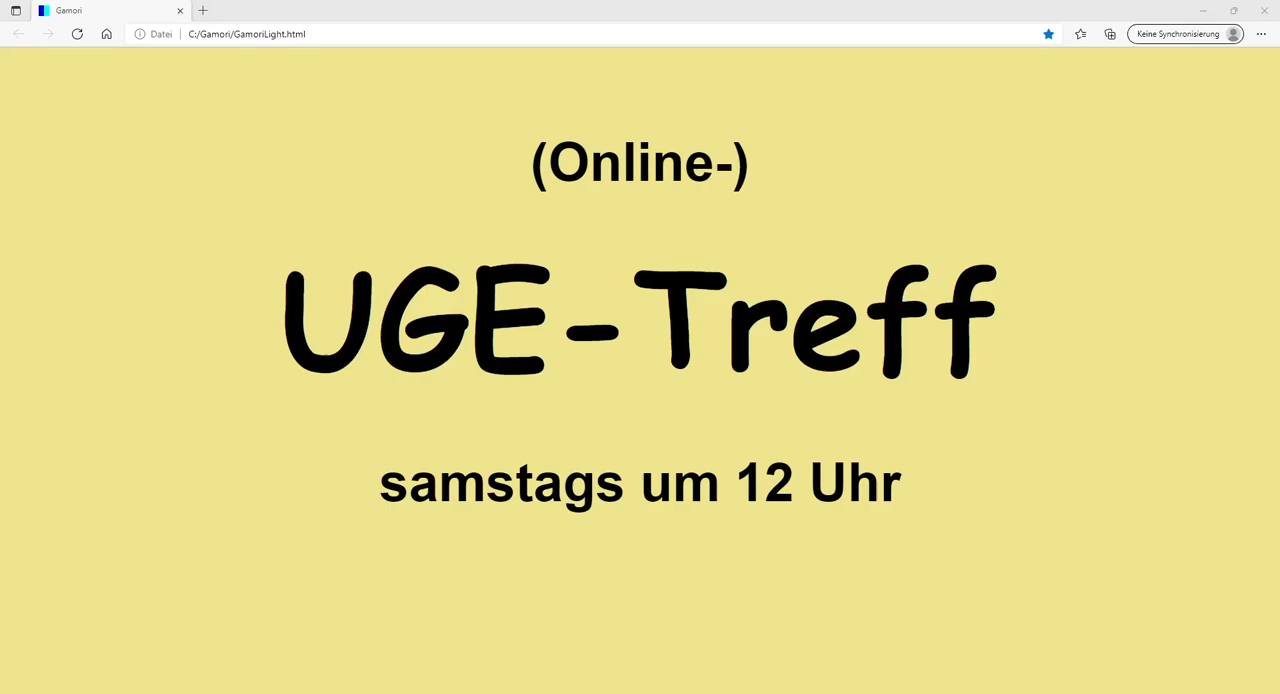 Gamori
Datei
C:/Gamori/GamoriLight.html
Keine Synchronisierung
(Online-)
UGE-Treff
samstags um 12 Uhr